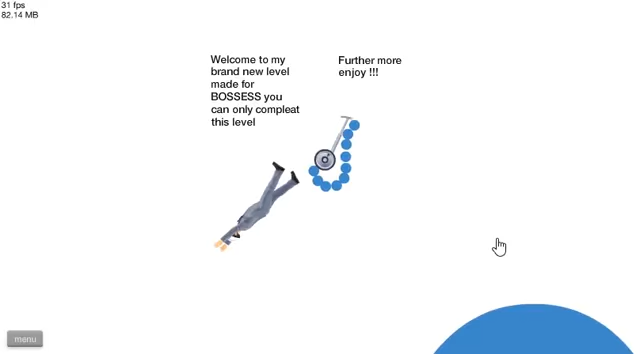 31 fps
82.14 MB
Welcome to my
brand new level
made for
BOSSESS you
can only compleat
this level
Further more
enjoy !!!
menu